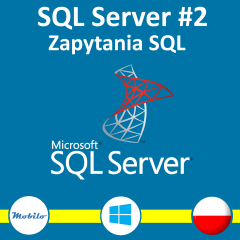 SQL Server #2
Zapytania SQL
Microsoft®
SQL Server
Mobilo